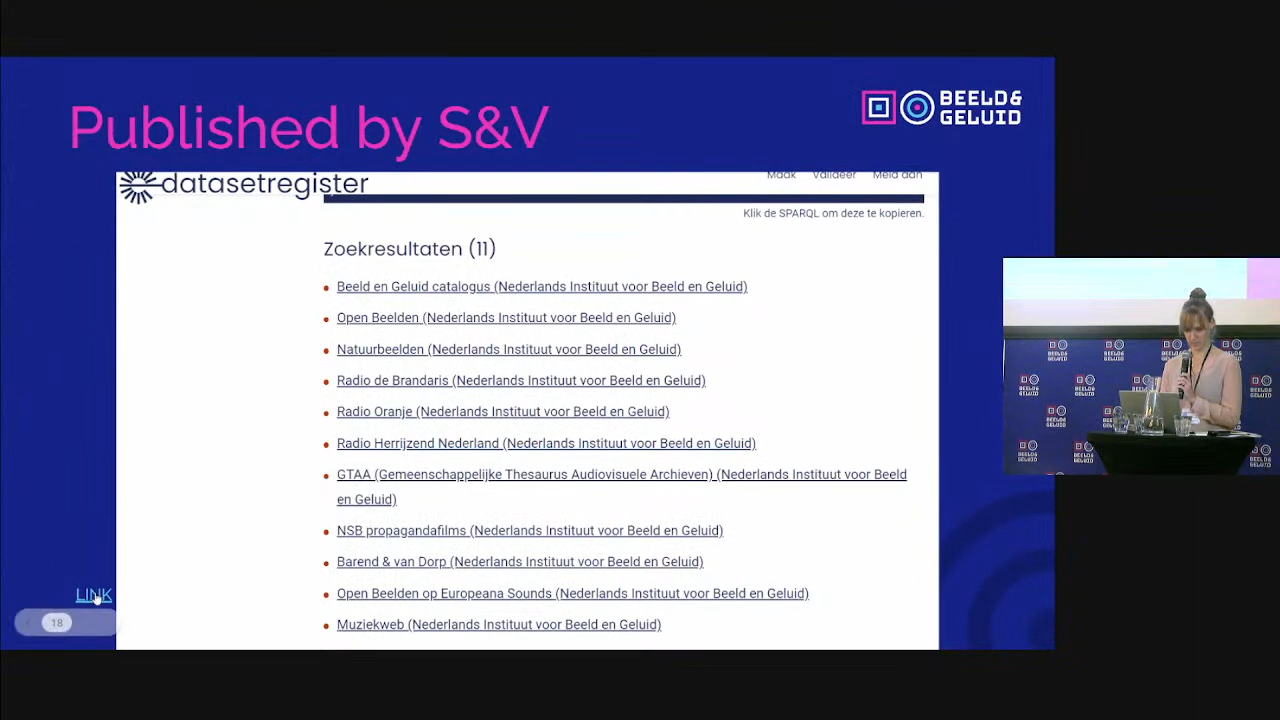 Published by S&V
BEELD&
GELUID
datasetregister
Maak Valideer Meld aan
Klik de SPARQL om deze te kopieren.
Zoekresultaten (11)
Beeld en Geluid catalogus (Nederlands Instituut voor Beeld en Geluid)
Open Beelden (Nederlands Instituut voor Beeld en Geluid)
Natuurbeelden (Nederlands Instituut voor Beeld en Geluid)
Radio de Brandaris (Nederlands Instituut voor Beeld en Geluid)
Radio Oranje (Nederlands Instituut voor Beeld en Geluid)
Radio Herrijzend Nederland (Nederlands Instituut voor Beeld en Geluid)
GTAA (Gemeenschappelijke Thesaurus Audiovisuele Archieven) (Nederlands Instituut voor Beeld
en Geluid)
NSB propagandafilms (Nederlands Instituut voor Beeld en Geluid)
Barend & van Dorp (Nederlands Instituut voor Beeld en Geluid)
Open Beelden op Europeana Sounds (Nederlands Instituut voor Beeld en Geluid)
Muziekweb (Nederlands Instituut voor Beeld en Geluid)
LINK
18